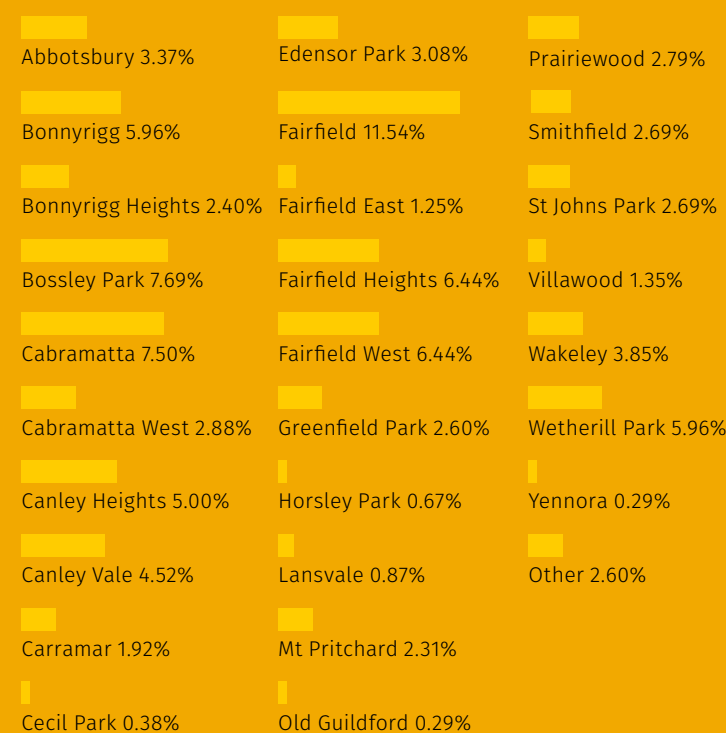 Abbotsbury 3.37%
Bonnyrigg 5.96%
Bonnyrigg Heights 2.40%
Bossley Park 7.69%
Cabramatta 7.50%
Cabramatta West 2.88%
Canley Heights 5.00%
Canley Vale 4.52%
Carramar 1.92%
Cecil Park 0.38%
Edensor Park 3.08%
Fairfield 11.54%
Fairfield East 1.25%
Fairfield Heights 6.44%
Fairfield West 6.44%
Greenfield Park 2.60%
Horsley Park 0.67%
Lansvale 0.87%
Mt Pritchard 2.31%
Old Guildford 0.29%
Prairiewood 2.79%
Smithfield 2.69%
St Johns Park 2.69%
Villawood 1.35%
Wakeley 3.85%
Wetherill Park 5.96%
Yennora 0.29%
Other 2.60%